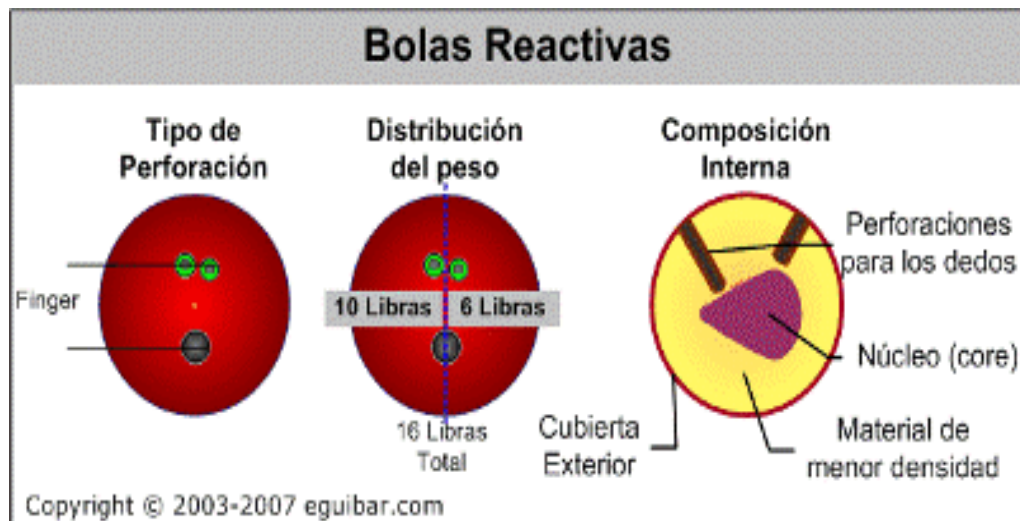 Bolas Reactivas
Tipo de
Perforación
Finger
Distribución
del peso
10 Libras
6 Libras
16 Libras
Total
Composición
Interna
Perforaciones
para los dedos
Núcleo (core)
Material de
menor densidad
Cubierta
Exterior
Copyright © 2003-2007 eguibar.com